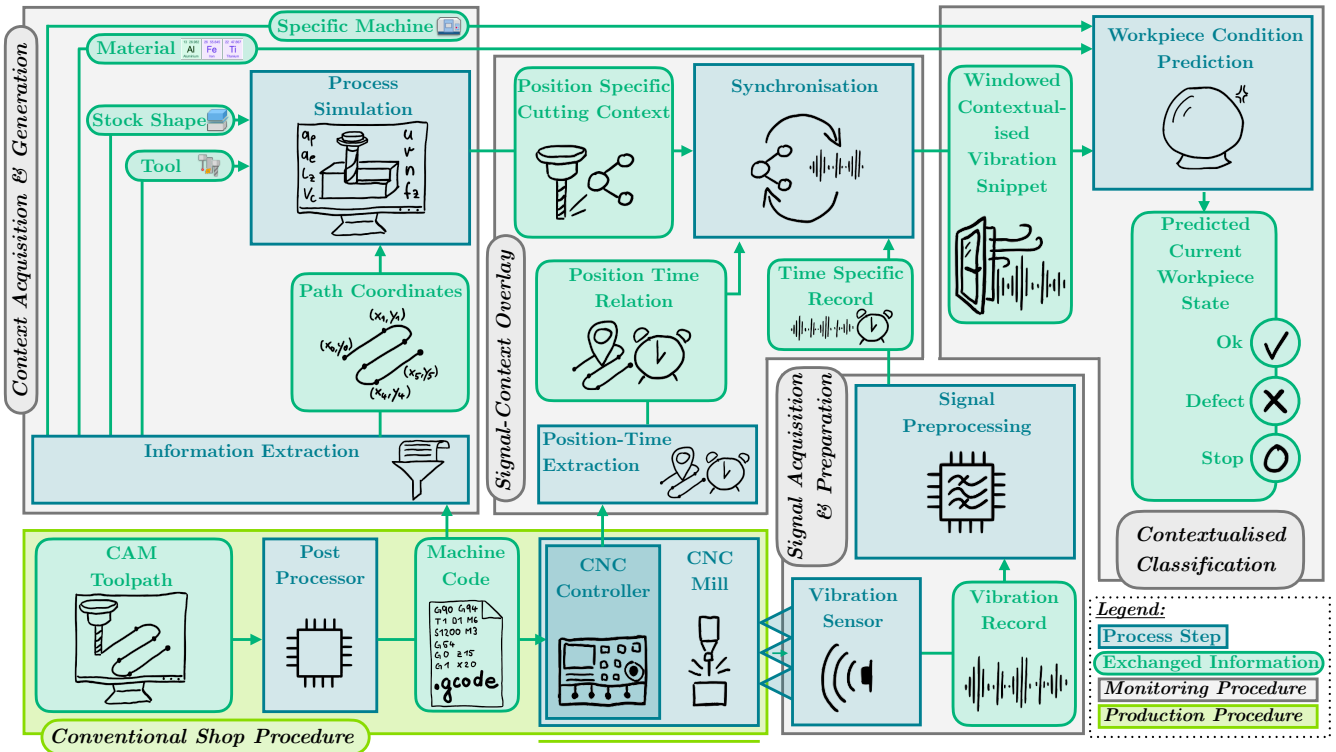 Context Acquisition & Generation
Specific Machine
Material
Al
Fe
Ti
Stock Shape
Tool
Process
Simulation
ap
ae
lz
vc
u
v
n
fz
Path Coordinates
(x₁,y₁)
(x₀,y₀)
(x₅,y₅)
(x₄,y₄)
Information Extraction
Signal-Context Overlay
Position Specific
Cutting Context
Synchronisation
Position Time
Relation
Time Specific
Record
Position-Time
Extraction
Windowed
Contextual-
ised
Vibration
Snippet
Workpiece Condition
Prediction
Predicted
Current
Workpiece
State
Ok
Defect
Stop
Contextualised
Classification
Signal Acquisition
& Preparation
Signal
Preprocessing
Vibration
Sensor
Vibration
Record
CAM
Toolpath
Post
Processor
Machine
Code
G90 G94
T1 D1 M6
S1200 M3
G54
G0 Z15
G1 X20
.gcode
CNC
Controller
CNC
Mill
Conventional Shop Procedure
Legend:
Process Step
Exchanged Information
Monitoring Procedure
Production Procedure